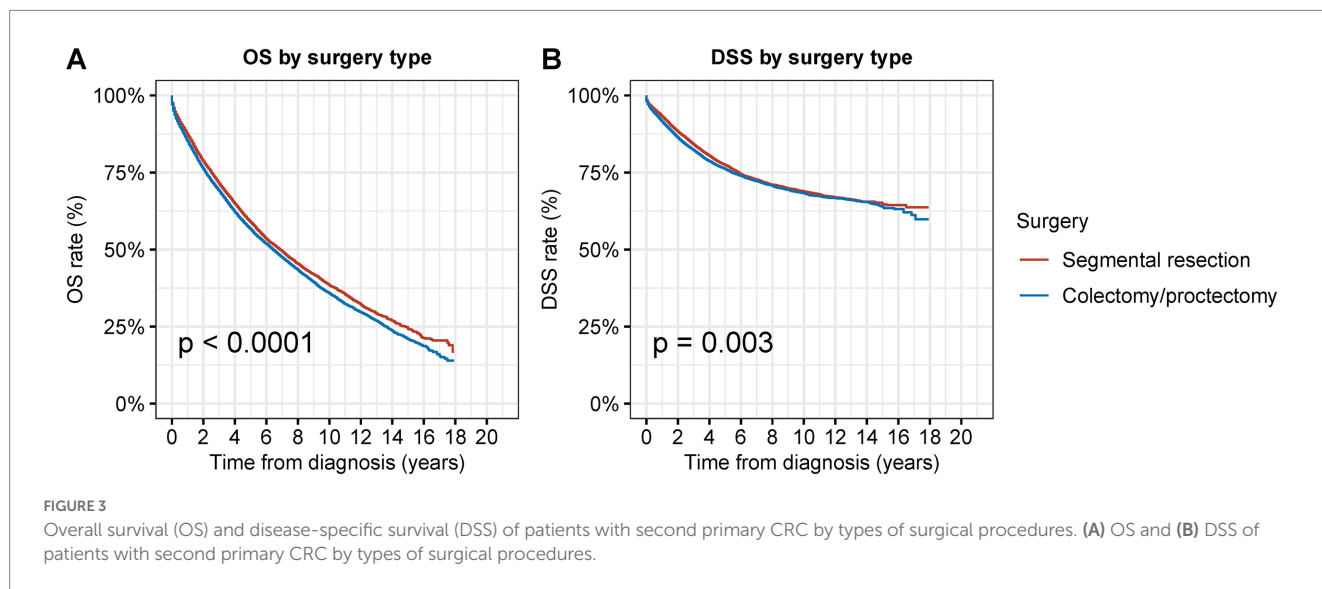 A
OS by surgery type
OS rate (%)
100%
75%
50%
25%
0%
p < 0.0001
0 2 4 6 8 10 12 14 16 18 20
Time from diagnosis (years)
B
DSS by surgery type
DSS rate (%)
100%
75%
50%
25%
0%
p = 0.003
0 2 4 6 8 10 12 14 16 18 20
Time from diagnosis (years)
Surgery
Segmental resection
Colectomy/proctectomy
FIGURE 3
Overall survival (OS) and disease-specific survival (DSS) of patients with second primary CRC by types of surgical procedures. (A) OS and (B) DSS of
patients with second primary CRC by types of surgical procedures.